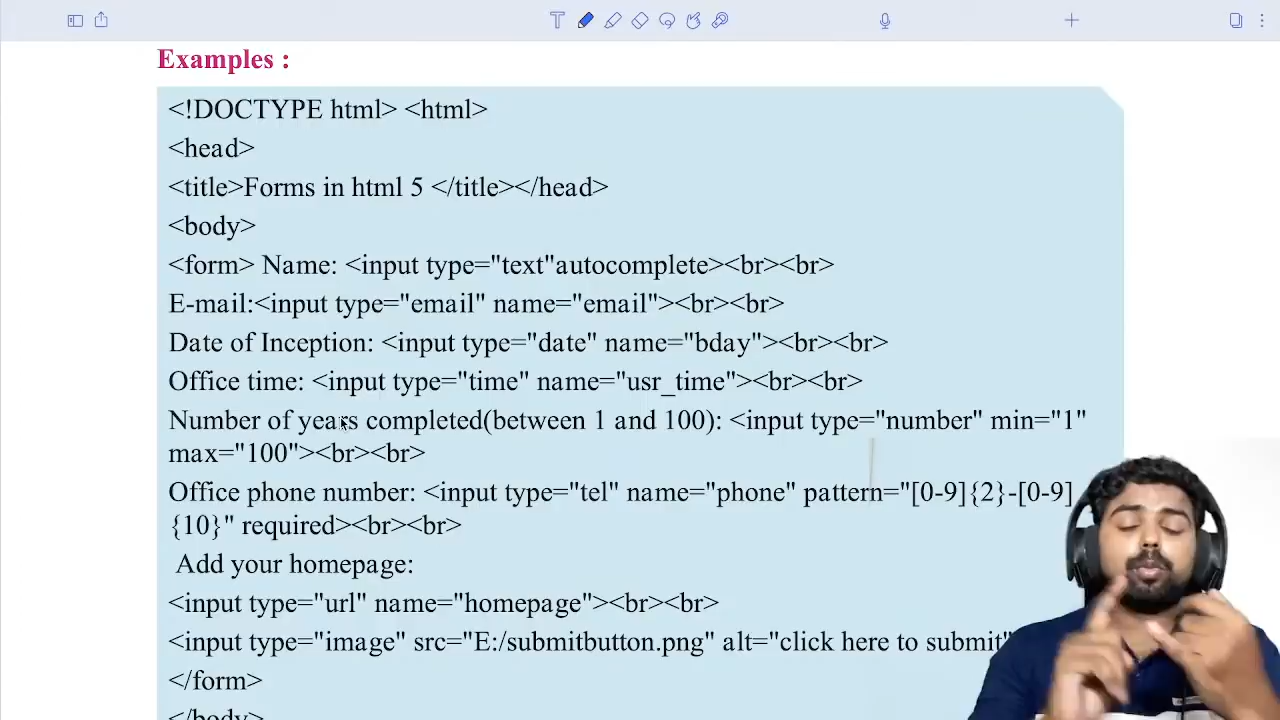 Examples :
<!DOCTYPE html> <html>
<head>
<title>Forms in html 5 </title></head>
<body>
<form> Name: <input type="text"autocomplete><br><br>
E-mail:<input type="email" name="email"><br><br>
Date of Inception: <input type="date" name="bday"><br><br>
Office time: <input type="time" name="usr_time"><br><br>
Number of years completed(between 1 and 100): <input type="number" min="1"
max="100"><br><br>
Office phone number: <input type="tel" name="phone" pattern="[0-9]{2}-[0-9]
{10}" required><br><br>
Add your homepage:
<input type="url" name="homepage"><br><br>
<input type="image" src="E:/submitbutton.png" alt="click here to submit"
</form>
</body>